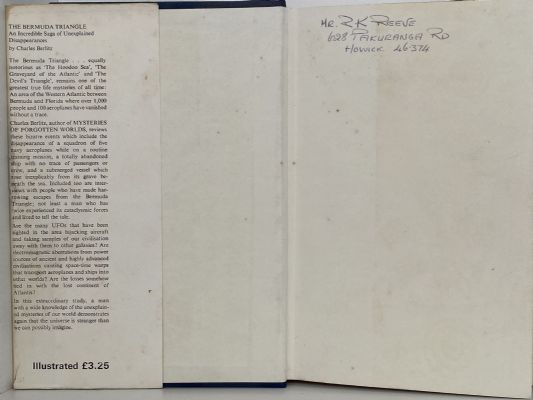 THE BERMUDA TRIANGLE
An Incredible Saga of Unexplained
Disappearances
by Charles Berlitz
The Bermuda Triangle . . . equally
notorious as 'The Hoodoo Sea', 'The
Graveyard of the Atlantic' and 'The
Devil's Triangle', remains one of the
greatest true life mysteries of all time:
An area of the Western Atlantic between
Bermuda and Florida where over 1,000
people and 100 aeroplanes have vanished
without a trace.
Charles Berlitz, author of MYSTERIES
OF FORGOTTEN WORLDS, reviews
these bizarre events which include the
disappearance of a squadron of five
navy aeroplanes while on a routine
training mission, a totally abandoned
ship with no trace of passengers or
crew, and a submerged vessel which
rose inexplicably from its grave be-
neath the sea. Included too are inter-
views with people who have made har-
rowing escapes from the Bermuda
Triangle; not least a man who has
twice experienced its cataclysmic forces
and lived to tell the tale.
Are the many UFOs that have been
sighted in the area hijacking aircraft
and taking samples of our civilisation
away with them to other galaxies? Are
electromagnetic aberrations from power
sources of ancient and highly advanced
civilisations causing space-time warps
that transport aeroplanes and ships into
other worlds? Are the losses somehow
tied in with the lost continent of
Atlantis?
In this extraordinary study, a man
with a wide knowledge of the unexplain-
ed mysteries of our world demonstrates
again that the universe is stranger than
we can possibly imagine.
Illustrated £3.25
MR. R.K REEVE
628 PAKURANGA RD
HOWICK 46-374